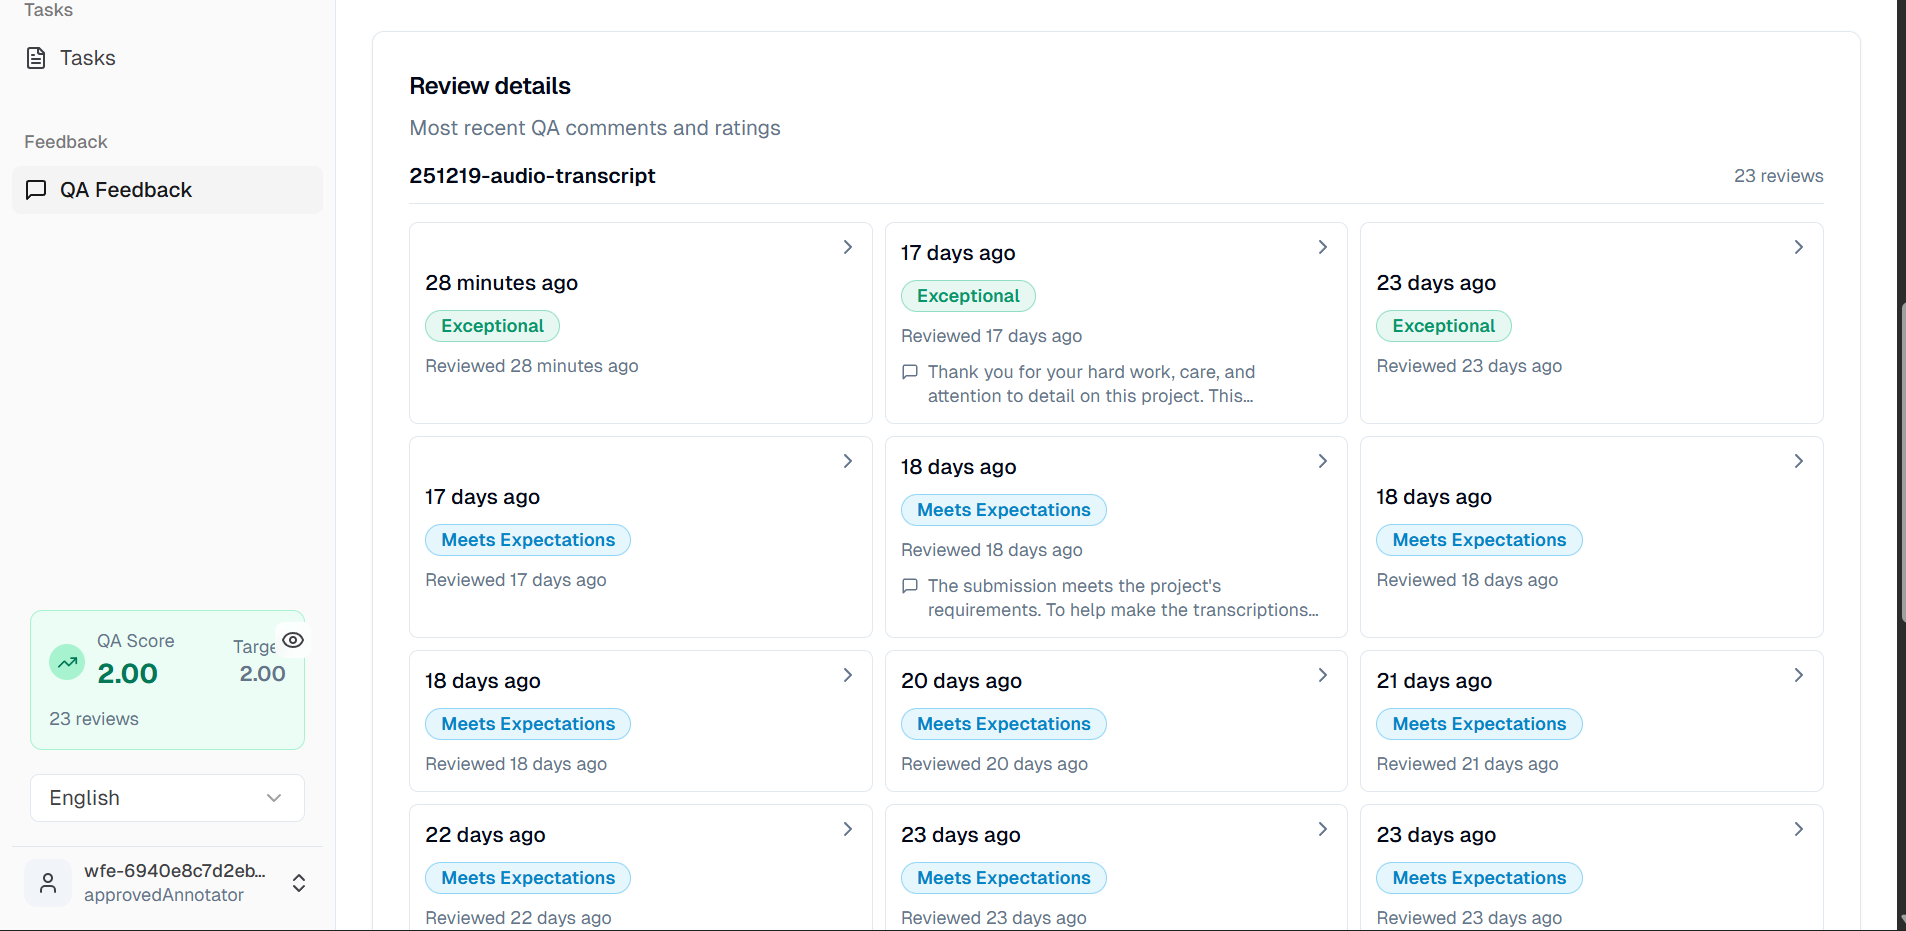 Tasks
Tasks
Feedback
QA Feedback
QA Score
2.00
Targe
2.00
23 reviews
English
wfe-6940e8c7d2eb...
approvedAnnotator
Review details
Most recent QA comments and ratings
251219-audio-transcript
23 reviews
28 minutes ago
Exceptional
Reviewed 28 minutes ago
17 days ago
Exceptional
Reviewed 17 days ago
Thank you for your hard work, care, and
attention to detail on this project. This...
23 days ago
Exceptional
Reviewed 23 days ago
17 days ago
Meets Expectations
Reviewed 17 days ago
18 days ago
Meets Expectations
Reviewed 18 days ago
The submission meets the project's
requirements. To help make the transcriptions...
18 days ago
Meets Expectations
Reviewed 18 days ago
18 days ago
Meets Expectations
Reviewed 18 days ago
20 days ago
Meets Expectations
Reviewed 20 days ago
21 days ago
Meets Expectations
Reviewed 21 days ago
22 days ago
Meets Expectations
Reviewed 22 days ago
23 days ago
Meets Expectations
Reviewed 23 days ago
23 days ago
Meets Expectations
Reviewed 23 days ago